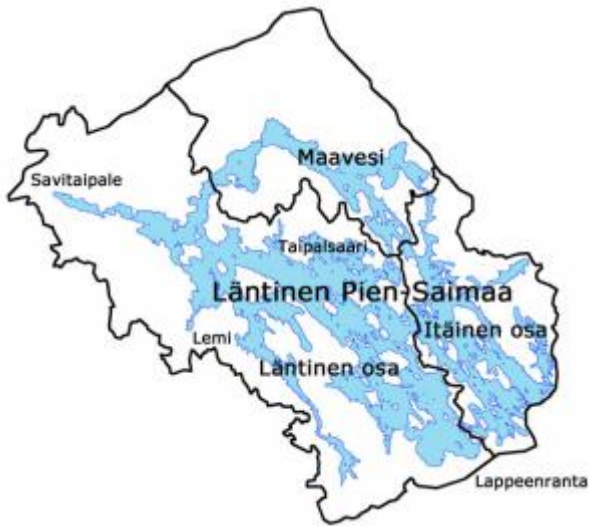 Maavesi
Savitaipale
Taipalsaari
Läntinen Pien-Saimaa
Itäinen osa
Lemi
Läntinen osa
Lappeenranta